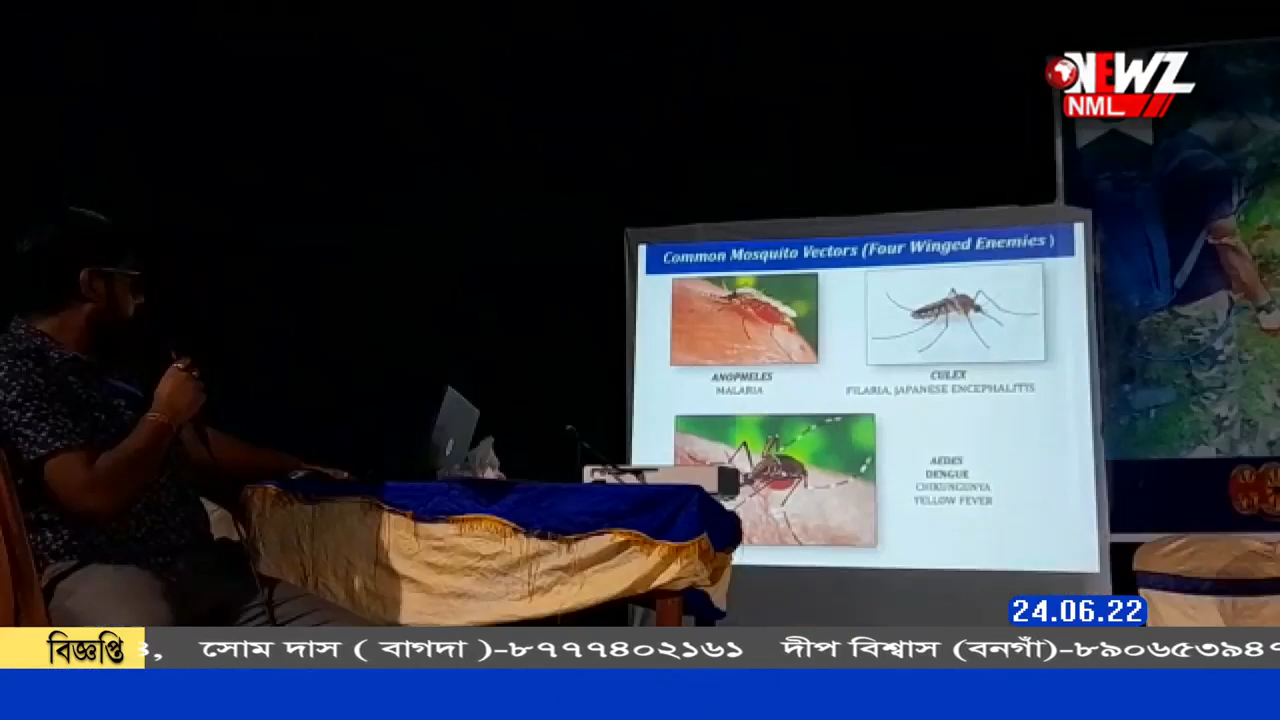 NEWZ
NML
Common Mosquito Vectors (Four Winged Enemies)
ANOPHELES
MALARIA
CULEX
FILARIA, JAPANESE ENCEPHALITIS
AEDES
DENGUE
CHIKUNGUNYA
YELLOW FEVER
24.06.22
বিজ্ঞপ্তি
সোম দাস ( বাগদা )-৮৭৭৭৪০২১৬১ দীপ বিশ্বাস (বনগাঁ)-৮৯০৬৫৩৯৪৭